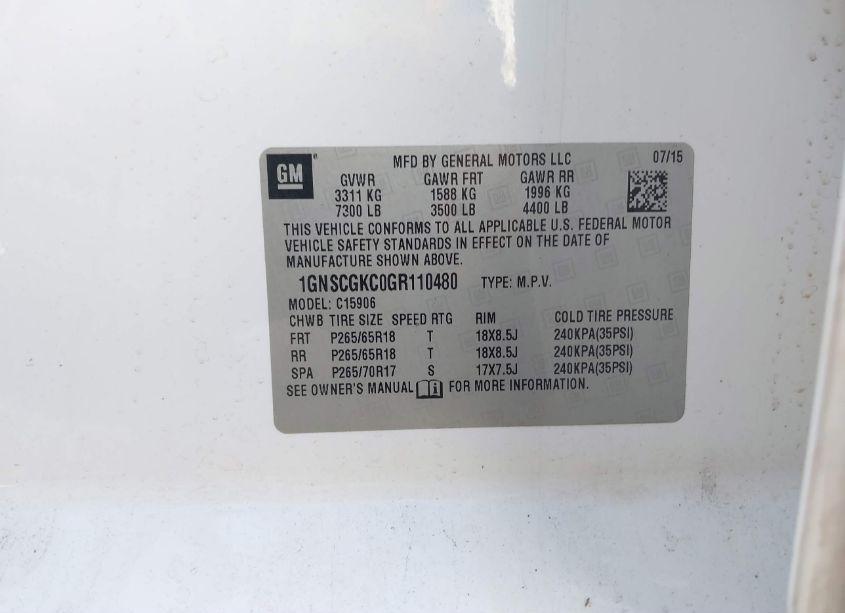 GM
MFD BY GENERAL MOTORS LLC 07/15
GVWR GAWR FRT GAWR RR
3311 KG 1588 KG 1996 KG
7300 LB 3500 LB 4400 LB
THIS VEHICLE CONFORMS TO ALL APPLICABLE U.S. FEDERAL MOTOR
VEHICLE SAFETY STANDARDS IN EFFECT ON THE DATE OF
MANUFACTURE SHOWN ABOVE.
1GNSCGKC0GR110480 TYPE: M.P.V.
MODEL: C15906
CHWB TIRE SIZE SPEED RTG RIM COLD TIRE PRESSURE
FRT P265/65R18 T 18X8.5J 240KPA(35PSI)
RR P265/65R18 T 18X8.5J 240KPA(35PSI)
SPA P265/70R17 S 17X7.5J 240KPA(35PSI)
SEE OWNER'S MANUAL FOR MORE INFORMATION.